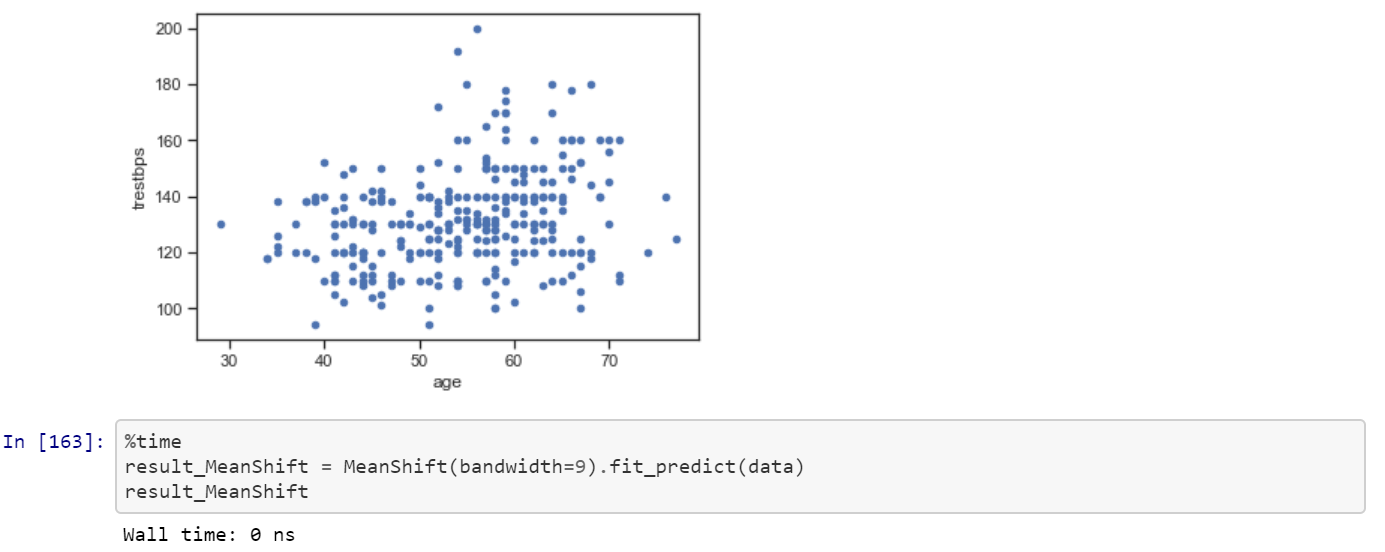 200
180
160
140
120
100
trestbps
30 40 50 60 70
age
In [163]:
%time
result_MeanShift = MeanShift(bandwidth=9).fit_predict(data)
result_MeanShift
Wall time: 0 ns